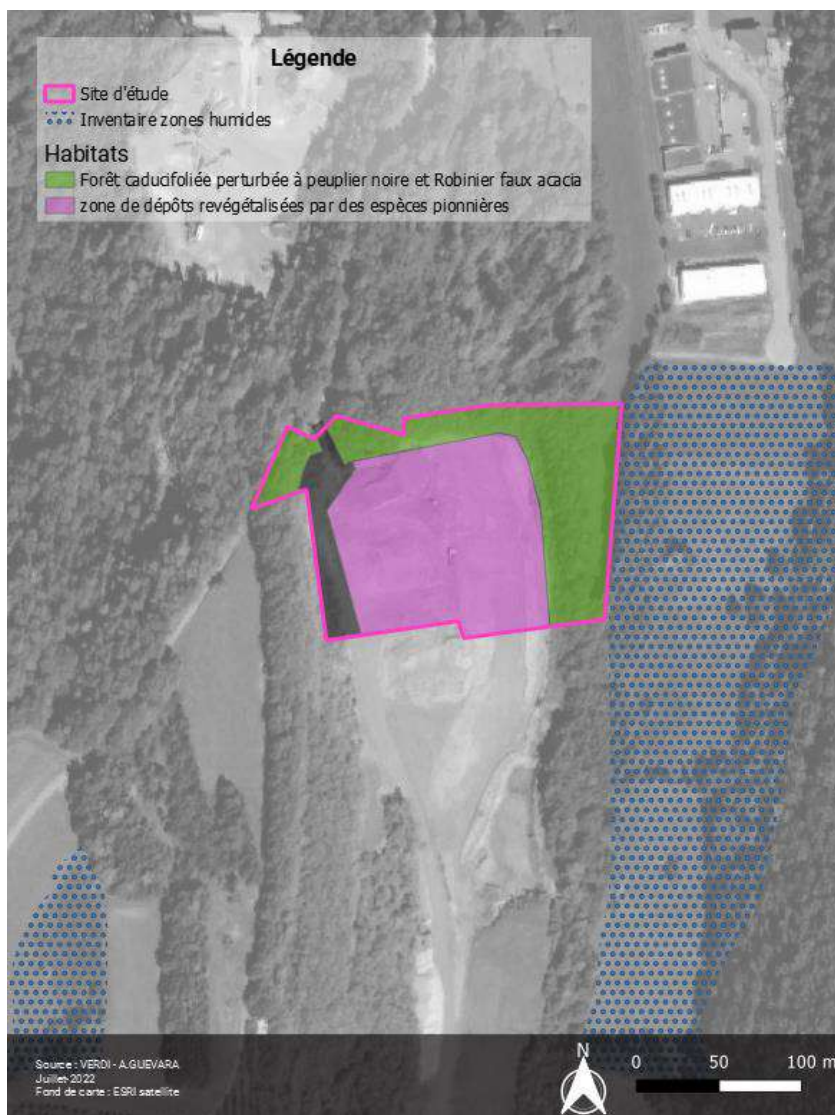 Légende
Site d'étude
Inventaire zones humides
Habitats
Forêt caducifoliée perturbée à peuplier noire et Robinier faux acacia
zone de dépôts revégétalisées par des espèces pionnières
Source : VERDI - A.GUEVARA
Juillet-2022
Fond de carte : ESRI satellite
N
0 50 100 m